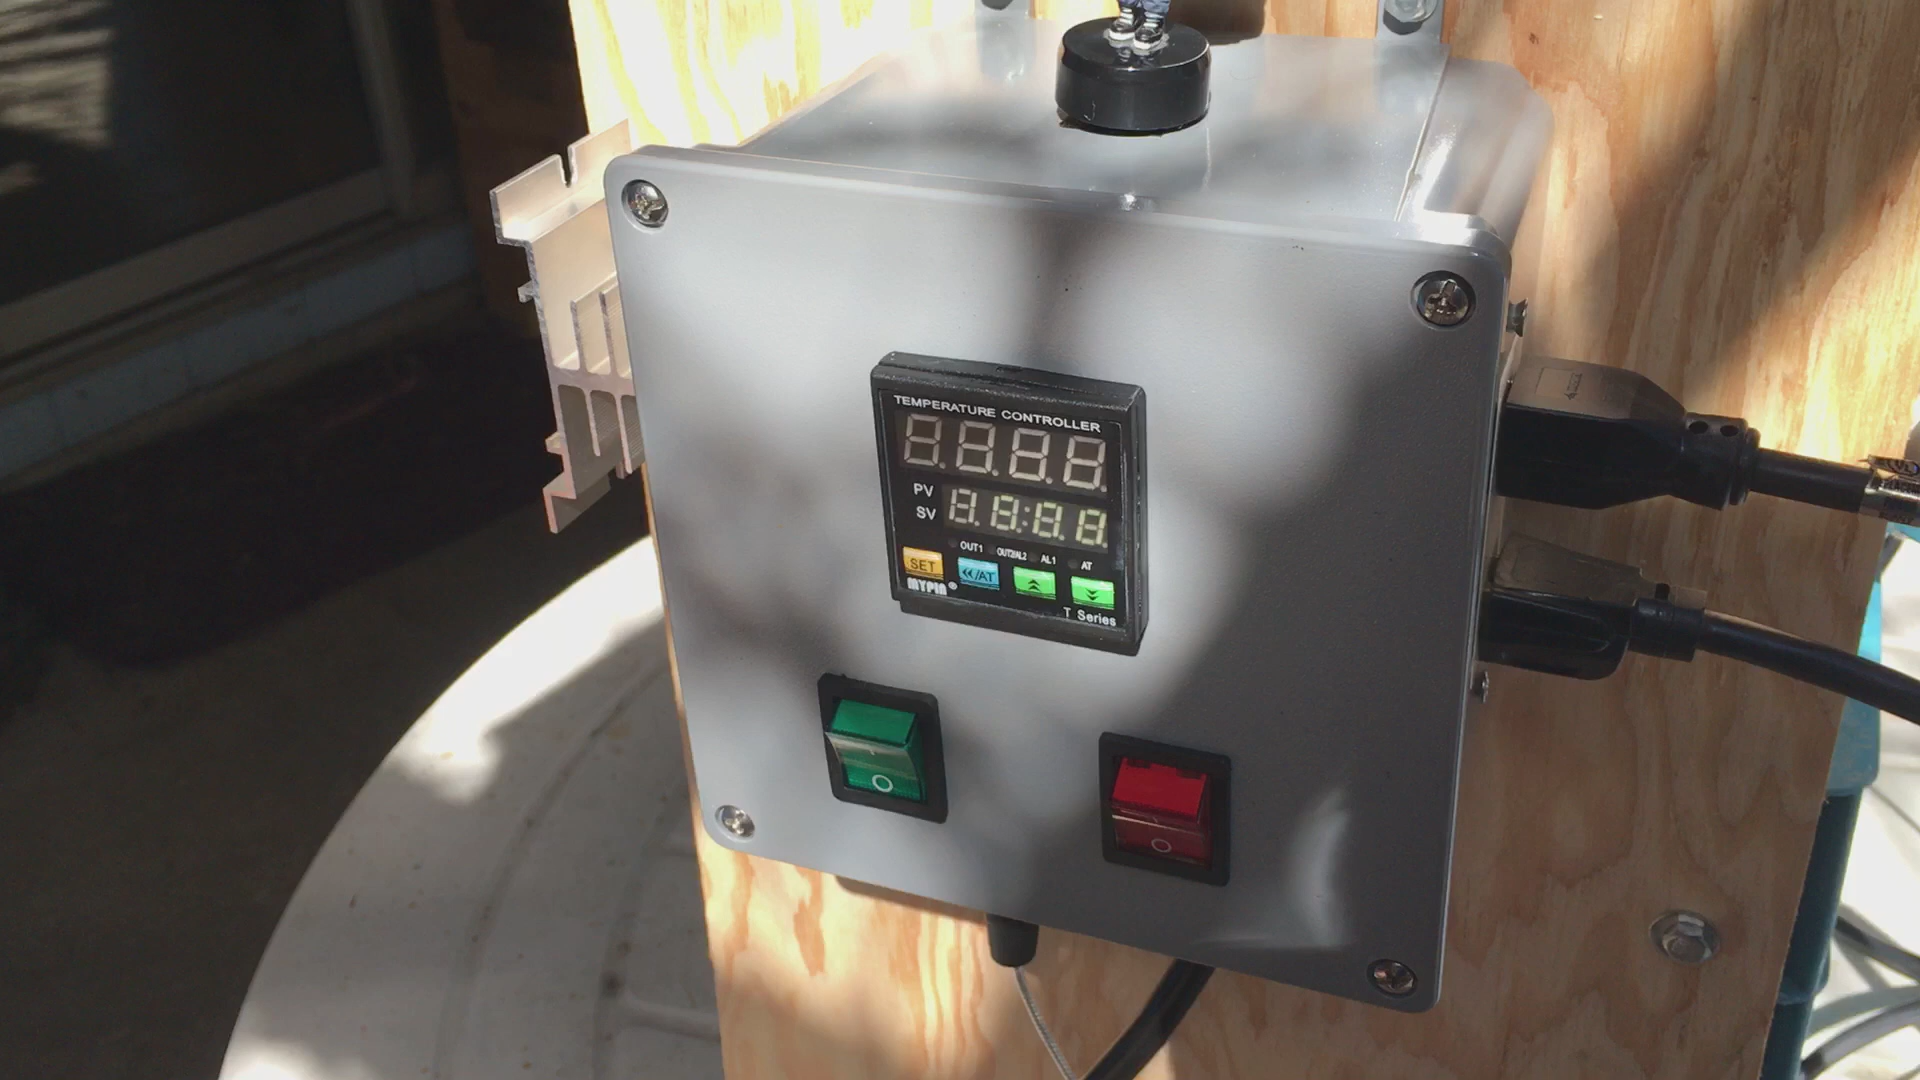 TEMPERATURE CONTROLLER
8.8.8.8.
PV
SV
8.8:8.8
OUT1 OUT2/AL2 AL1 AT
SET
≪/AT
MYPIN®
T Series